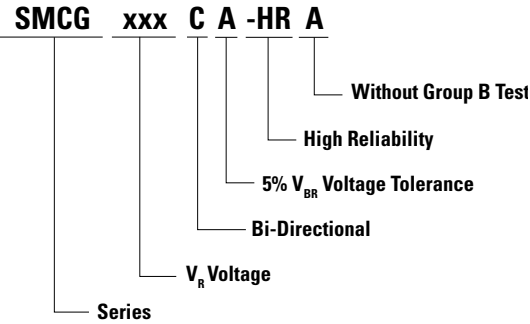 SMCG xxx C A -HR A
Without Group B Test
High Reliability
5% VBR Voltage Tolerance
Bi-Directional
VR Voltage
Series